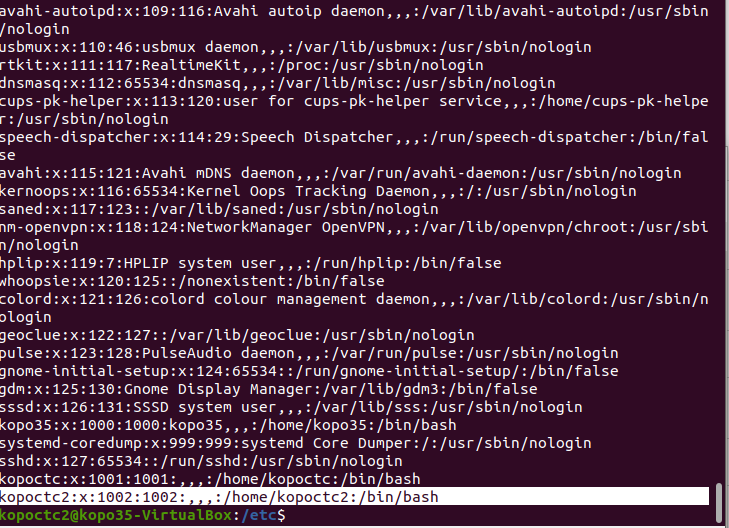 avahi-autoipd:x:109:116:Avahi autoip daemon,,,:/var/lib/avahi-autoipd:/usr/sbin
/nologin
usbmux:x:110:46:usbmux daemon,,,:/var/lib/usbmux:/usr/sbin/nologin
rtkit:x:111:117:RealtimeKit,,,:/proc:/usr/sbin/nologin
dnsmasq:x:112:65534:dnsmasq,,,:/var/lib/misc:/usr/sbin/nologin
cups-pk-helper:x:113:120:user for cups-pk-helper service,,,:/home/cups-pk-helpe
r:/usr/sbin/nologin
speech-dispatcher:x:114:29:Speech Dispatcher,,,:/run/speech-dispatcher:/bin/fal
se
avahi:x:115:121:Avahi mDNS daemon,,,:/var/run/avahi-daemon:/usr/sbin/nologin
kernoops:x:116:65534:Kernel Oops Tracking Daemon,,,:/:/usr/sbin/nologin
saned:x:117:123::/var/lib/saned:/usr/sbin/nologin
nm-openvpn:x:118:124:NetworkManager OpenVPN,,,:/var/lib/openvpn/chroot:/usr/sbi
n/nologin
hplip:x:119:7:HPLIP system user,,,:/run/hplip:/bin/false
whoopsie:x:120:125::/nonexistent:/bin/false
colord:x:121:126:colord colour management daemon,,,:/var/lib/colord:/usr/sbin/n
ologin
geoclue:x:122:127::/var/lib/geoclue:/usr/sbin/nologin
pulse:x:123:128:PulseAudio daemon,,,:/var/run/pulse:/usr/sbin/nologin
gnome-initial-setup:x:124:65534::/run/gnome-initial-setup/:/bin/false
gdm:x:125:130:Gnome Display Manager:/var/lib/gdm3:/bin/false
sssd:x:126:131:SSSD system user,,,:/var/lib/sss:/usr/sbin/nologin
kopo35:x:1000:1000:kopo35,,,:/home/kopo35:/bin/bash
systemd-coredump:x:999:999:systemd Core Dumper:/:/usr/sbin/nologin
sshd:x:127:65534::/run/sshd:/usr/sbin/nologin
kopoctc:x:1001:1001:,,,:/home/kopoctc:/bin/bash
kopoctc2:x:1002:1002:,,,:/home/kopoctc2:/bin/bash
kopoctc2@kopo35-VirtualBox:/etc$